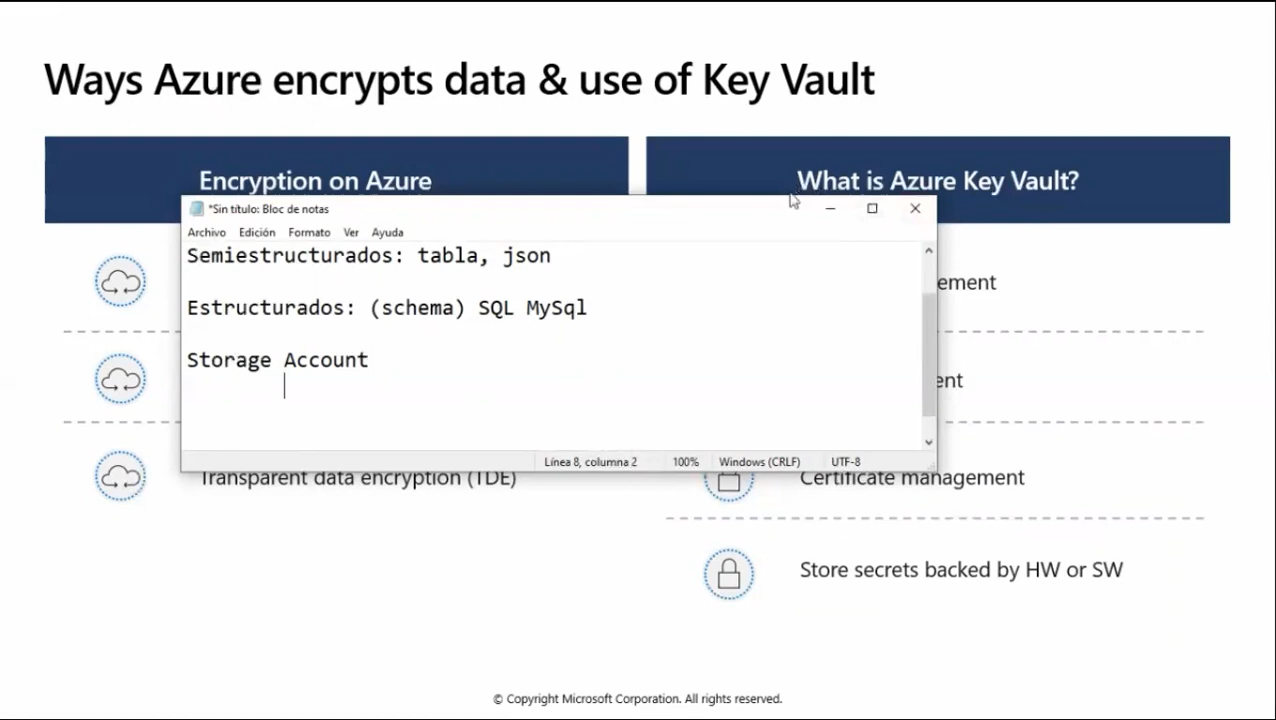 Ways Azure encrypts data & use of Key Vault
Encryption on Azure
What is Azure Key Vault?
*Sin título: Bloc de notas
Archivo Edición Formato Ver Ayuda
Semiestructurados: tabla, json
Estructurados: (schema) SQL MySql
Storage Account
Línea 8, columna 2 100% Windows (CRLF) UTF-8
Transparent data encryption (TDE)
Certificate management
Store secrets backed by HW or SW
© Copyright Microsoft Corporation. All rights reserved.